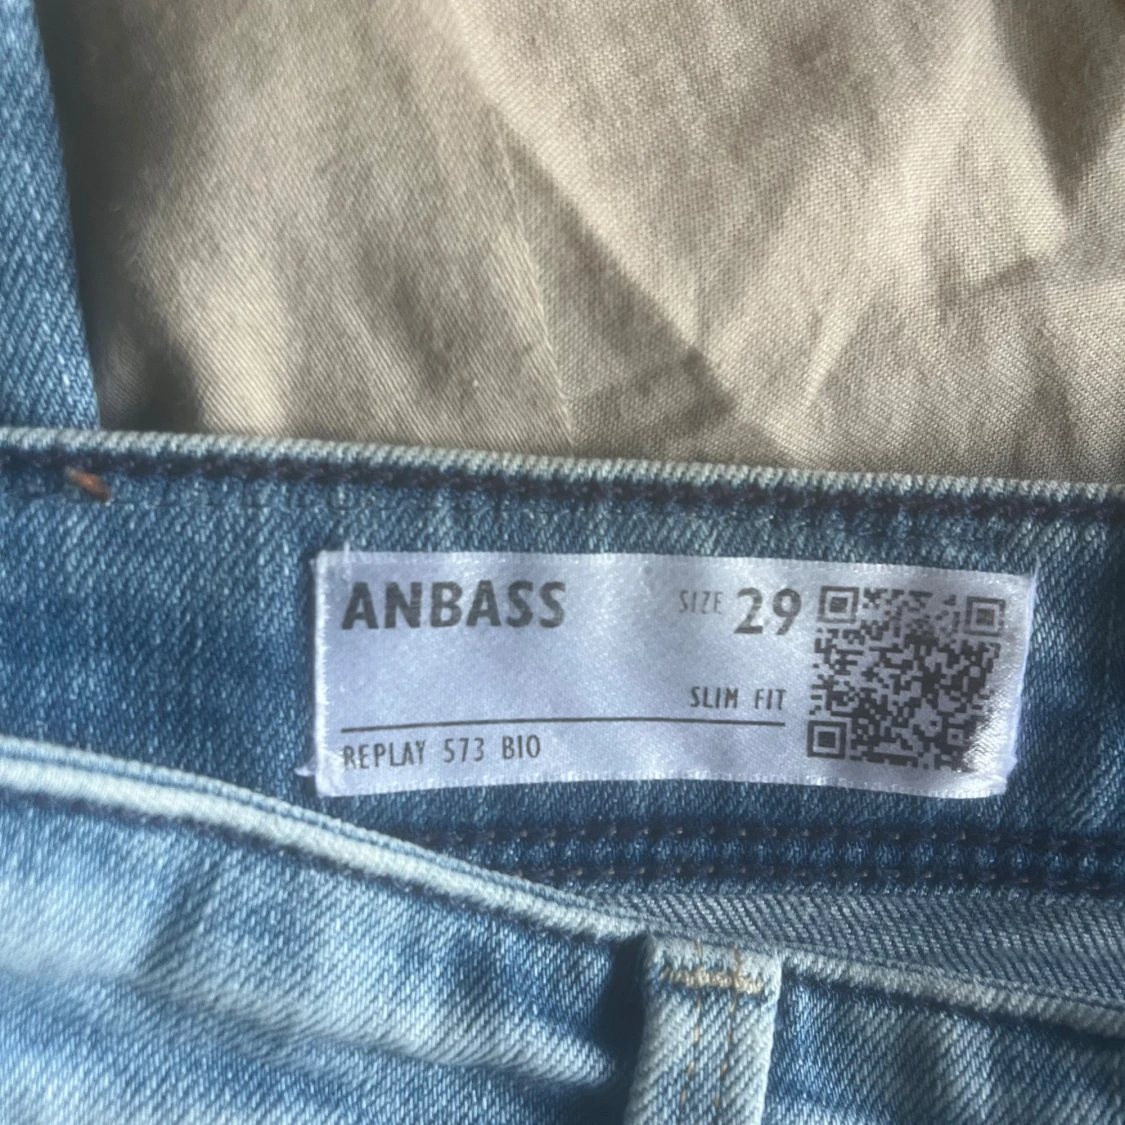 ANBASS
SIZE 29
SLIM FIT
REPLAY 573 BIO